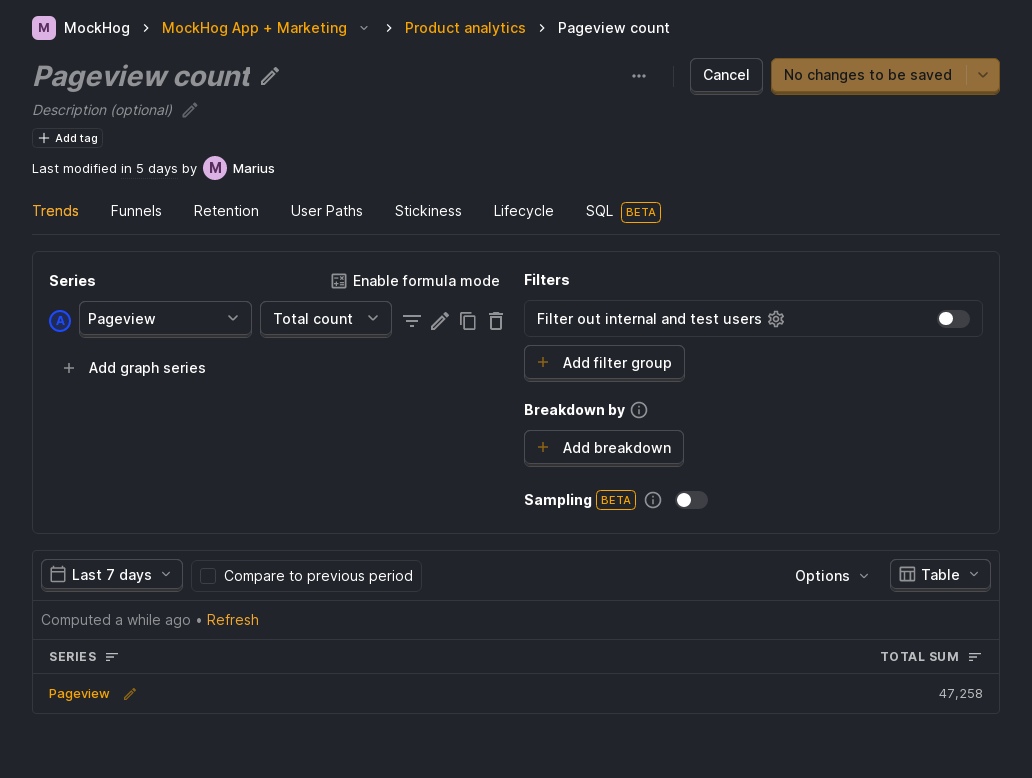 M MockHog > MockHog App + Marketing > Product analytics > Pageview count
Pageview count
Cancel No changes to be saved
Description (optional)
+ Add tag
Last modified in 5 days by M Marius
Trends Funnels Retention User Paths Stickiness Lifecycle SQL BETA
Series Enable formula mode
A Pageview Total count
+ Add graph series
Filters
Filter out internal and test users
+ Add filter group
Breakdown by
+ Add breakdown
Sampling BETA
Last 7 days Compare to previous period Options Table
Computed a while ago • Refresh
SERIES TOTAL SUM
Pageview 47,258